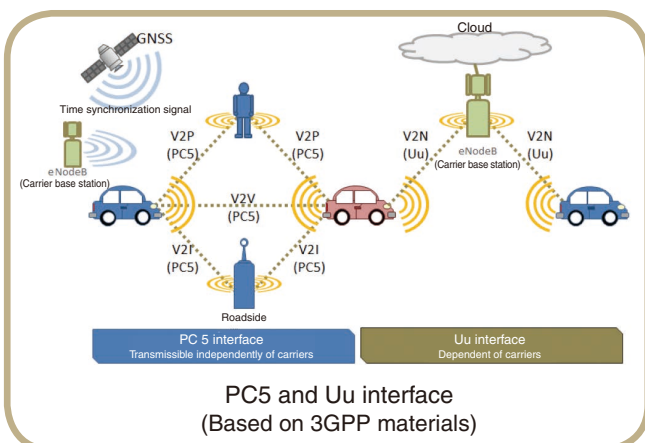 GNSS
Time synchronization signal
eNodeB
(Carrier base station)
Cloud
V2P
(PC5)
V2P
(PC5)
V2N
(Uu)
eNodeB
(Carrier base station)
V2N
(Uu)
V2V
(PC5)
V2I
(PC5)
V2I
(PC5)
Roadside
PC 5 interface
Transmissible independently of carriers
Uu interface
Dependent of carriers
PC5 and Uu interface
(Based on 3GPP materials)